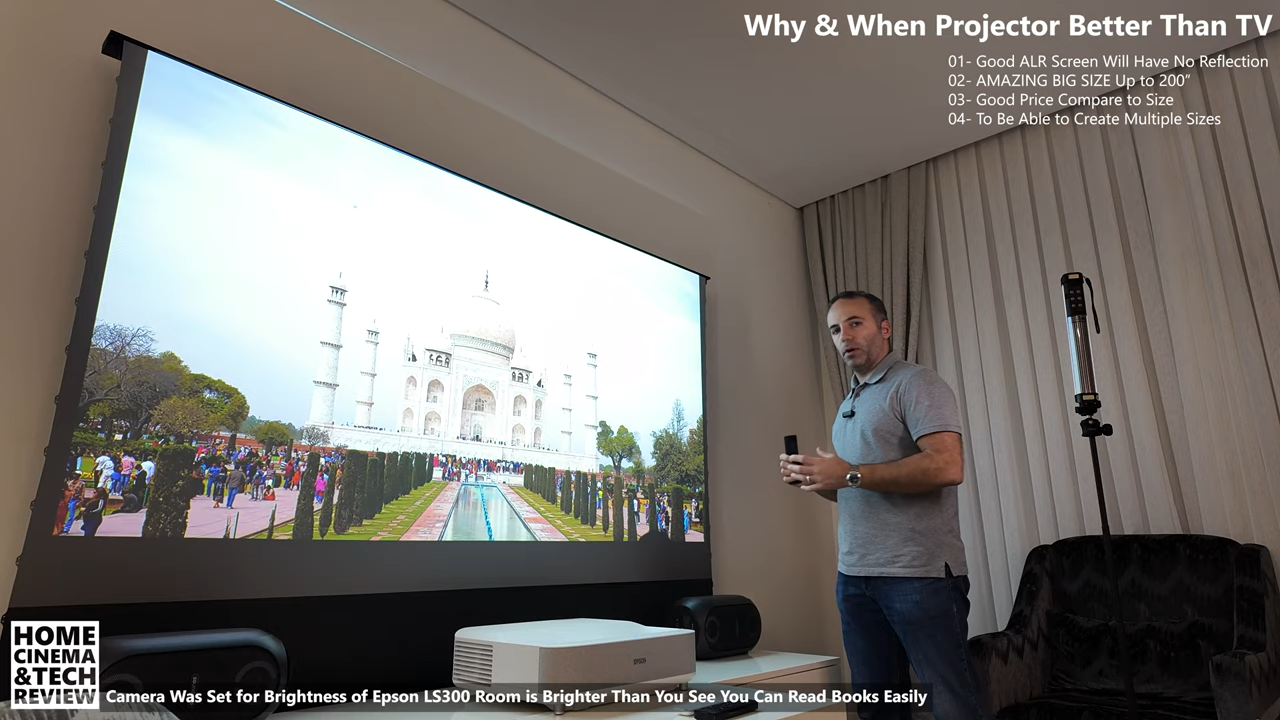 Why & When Projector Better Than TV
01- Good ALR Screen Will Have No Reflection
02- AMAZING BIG SIZE Up to 200”
03- Good Price Compare to Size
04- To Be Able to Create Multiple Sizes
EPSON
HOME
CINEMA
&TECH
REVIEW
Camera Was Set for Brightness of Epson LS300 Room is Brighter Than You See You Can Read Books Easily